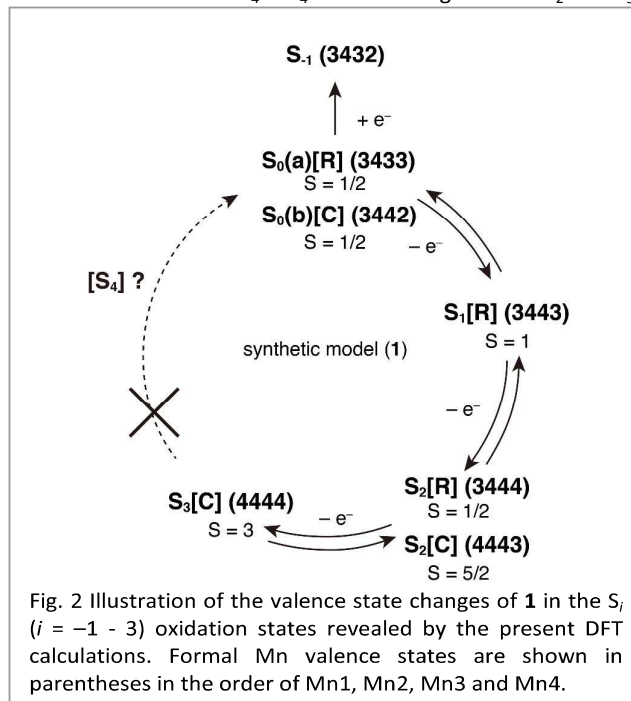 S₋₁ (3432)
+ e⁻
S₀(a)[R] (3433)
S = 1/2
S₀(b)[C] (3442)
S = 1/2
– e⁻
[S₄] ?
S₁[R] (3443)
S = 1
synthetic model (1)
– e⁻
S₂[R] (3444)
S = 1/2
S₃[C] (4444)
S = 3
– e⁻
S₂[C] (4443)
S = 5/2
Fig. 2 Illustration of the valence state changes of 1 in the Sᵢ
(i = –1 - 3) oxidation states revealed by the present DFT
calculations. Formal Mn valence states are shown in
parentheses in the order of Mn1, Mn2, Mn3 and Mn4.